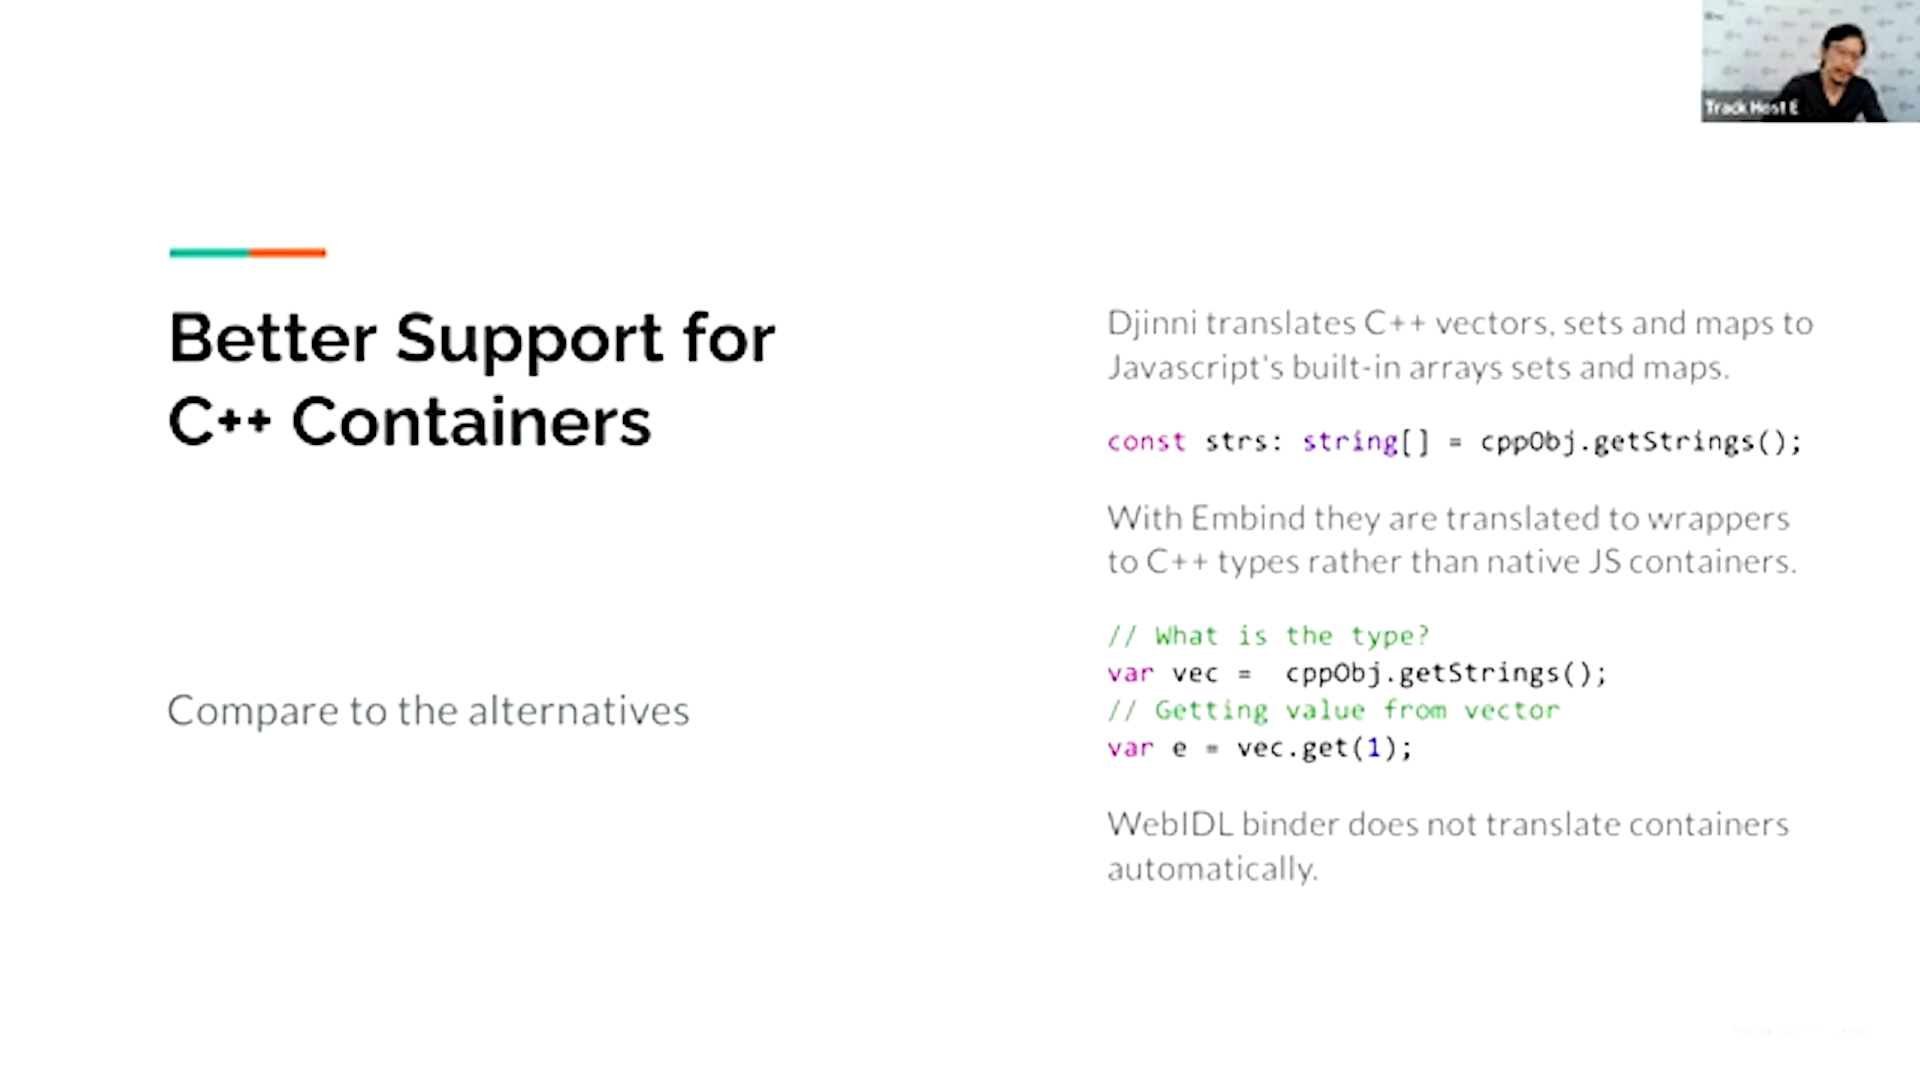 Track Host E
Better Support for
C++ Containers
Compare to the alternatives
Djinni translates C++ vectors, sets and maps to
Javascript's built-in arrays sets and maps.
const strs: string[] = cppObj.getStrings();
With Embind they are translated to wrappers
to C++ types rather than native JS containers.
// What is the type?
var vec =  cppObj.getStrings();
// Getting value from vector
var e = vec.get(1);
WebIDL binder does not translate containers
automatically.